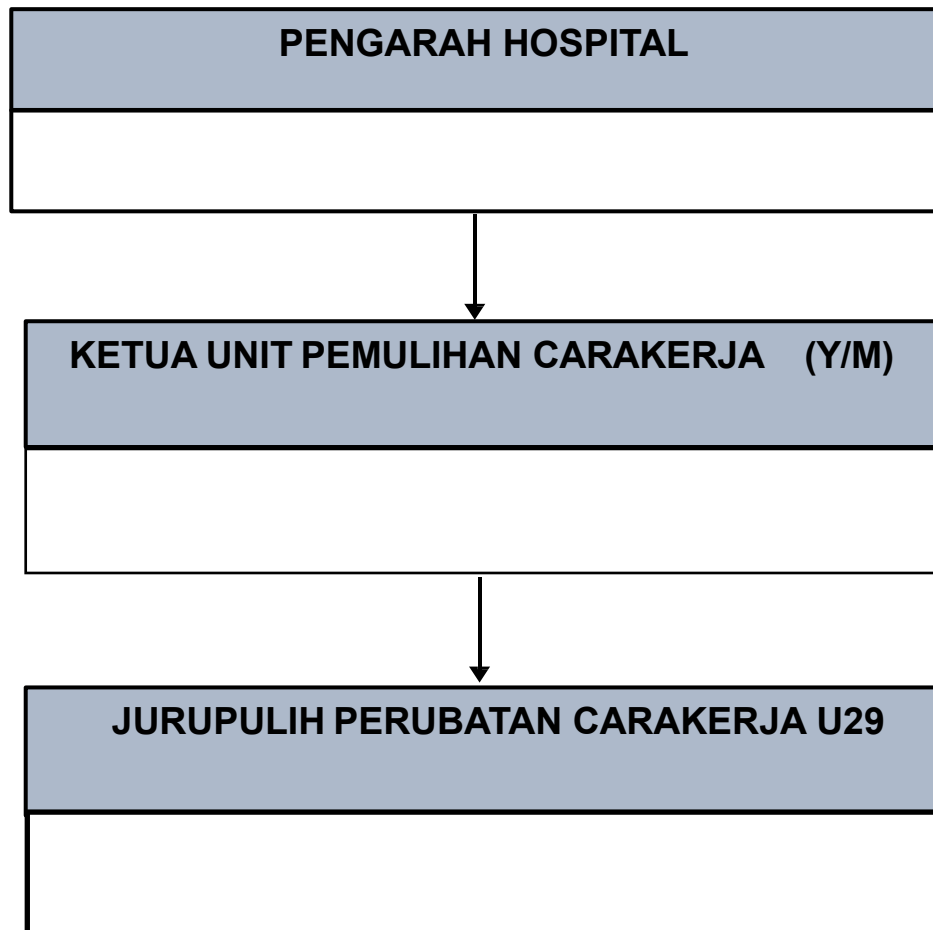 PENGARAH HOSPITAL
KETUA UNIT PEMULIHAN CARAKERJA (Y/M)
JURUPULIH PERUBATAN CARAKERJA U29